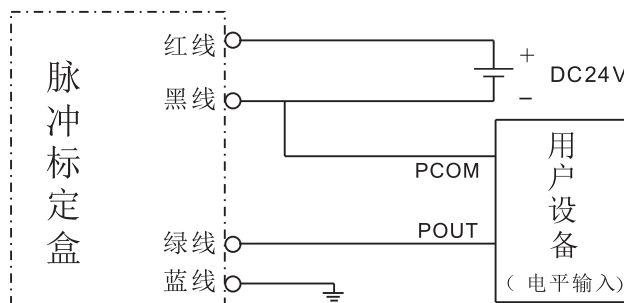 脉冲标定盒
红线
黑线
绿线
蓝线
+
DC24V
−
PCOM
POUT
用户设备
（电平输入）